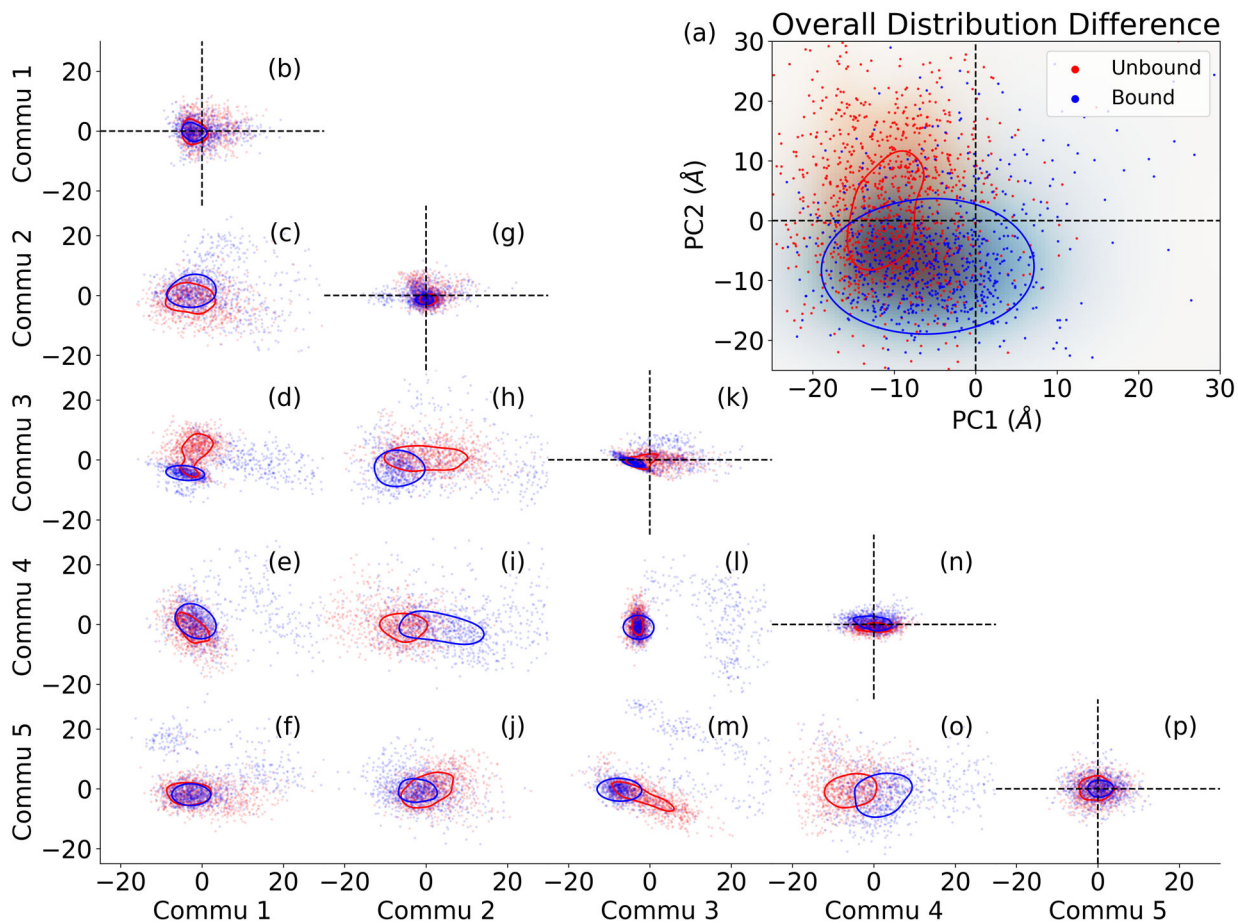 (a) Overall Distribution Difference
30
20
10
0
−10
−20
PC2 (Å)
Unbound
Bound
−20 −10 0 10 20 30
PC1 (Å)
Commu 1
20
0
−20
(b)
Commu 2
20
0
−20
(c) (g)
Commu 3
20
0
−20
(d) (h) (k)
Commu 4
20
0
−20
(e) (i) (l) (n)
Commu 5
20
0
−20
(f) (j) (m) (o) (p)
−20 0 20 −20 0 20 −20 0 20 −20 0 20 −20 0 20
Commu 1 Commu 2 Commu 3 Commu 4 Commu 5